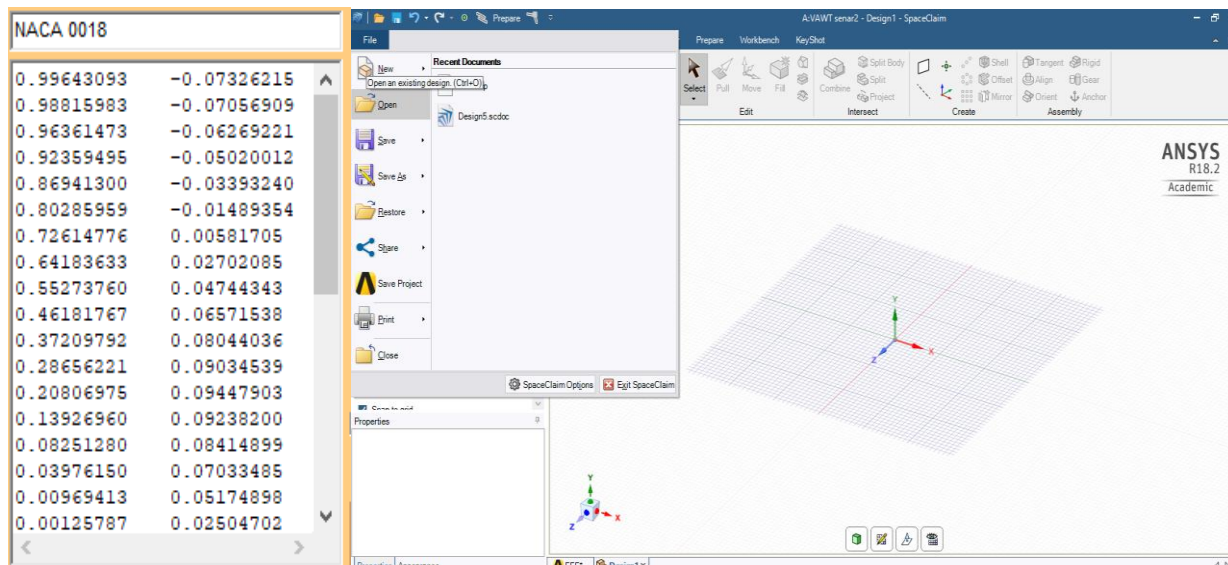 NACA 0018
0.99643093 -0.07326215
0.98815983 -0.07056909
0.96361473 -0.06269221
0.92359495 -0.05020012
0.86941300 -0.03393240
0.80285959 -0.01489354
0.72614776 0.00581705
0.64183633 0.02702085
0.55273760 0.04744343
0.46181767 0.06571538
0.37209792 0.08044036
0.28656221 0.09034539
0.20806975 0.09447903
0.13926960 0.09238200
0.08251280 0.08414899
0.03976150 0.07033485
0.00969413 0.05174898
0.00125787 0.02504702
Prepare
A:VAWT senar2 - Design1 - SpaceClaim
File
Prepare Workbench KeyShot
New
Recent Documents
Open an existing design. (Ctrl+O)
Open
Design5.scdoc
Save
Save As
Restore
Share
Save Project
Print
Close
SpaceClaim Options Exit SpaceClaim
Select Pull Move Fill
Edit
Combine
Split Body
Split
Project
Intersect
Shell
Offset
Mirror
Create
Tangent Rigid
Align Gear
Orient Anchor
Assembly
Properties
ANSYS
R18.2
Academic
Y
X
Z
Y
X
Z